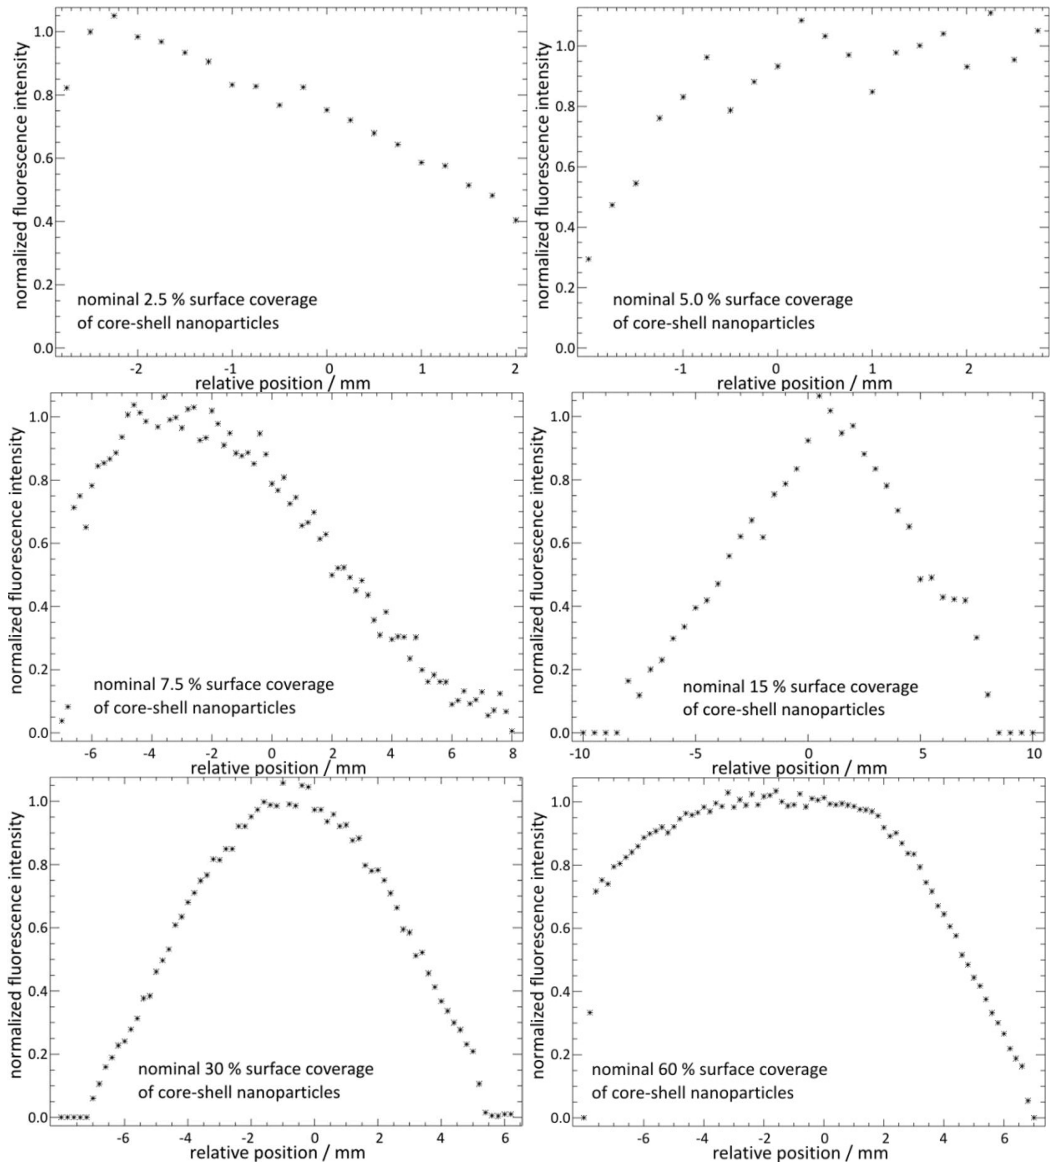 normalized fluorescence intensity
1.0
0.8
0.6
0.4
0.2
0.0
nominal 2.5 % surface coverage
of core-shell nanoparticles
-2 -1 0 1 2
relative position / mm
normalized fluorescence intensity
1.0
0.8
0.6
0.4
0.2
0.0
nominal 5.0 % surface coverage
of core-shell nanoparticles
-1 0 1 2
relative position / mm
normalized fluorescence intensity
1.0
0.8
0.6
0.4
0.2
0.0
nominal 7.5 % surface coverage
of core-shell nanoparticles
-6 -4 -2 0 2 4 6 8
relative position / mm
normalized fluorescence intensity
1.0
0.8
0.6
0.4
0.2
0.0
nominal 15 % surface coverage
of core-shell nanoparticles
-10 -5 0 5 10
relative position / mm
normalized fluorescence intensity
1.0
0.8
0.6
0.4
0.2
0.0
nominal 30 % surface coverage
of core-shell nanoparticles
-6 -4 -2 0 2 4 6
relative position / mm
normalized fluorescence intensity
1.0
0.8
0.6
0.4
0.2
0.0
nominal 60 % surface coverage
of core-shell nanoparticles
-6 -4 -2 0 2 4 6
relative position / mm